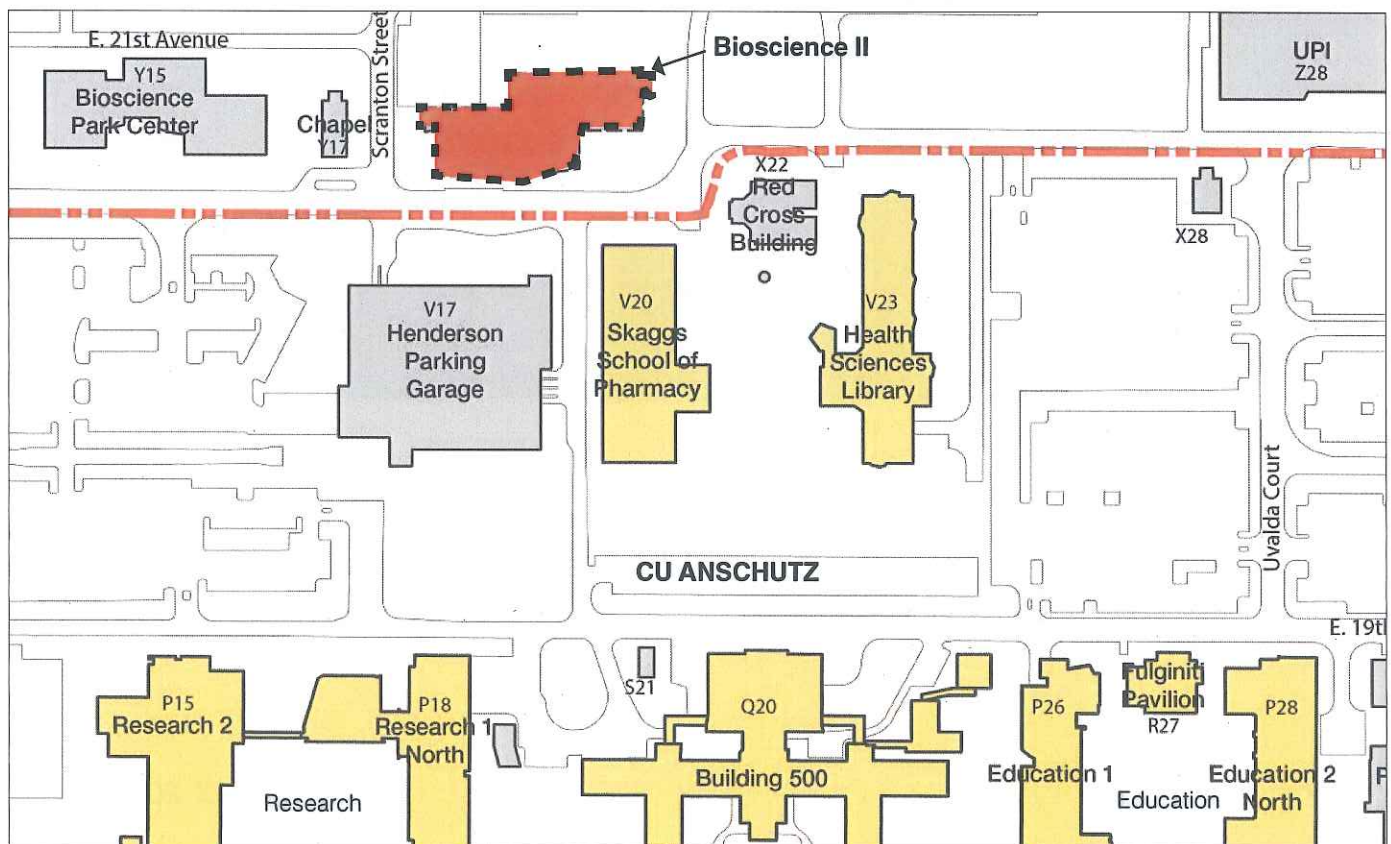 E. 21st Avenue
Scranton Street
Bioscience II
UPI
Z28
Y15
Bioscience
Park Center
Chapel
Y17
X22
Red
Cross
Building
X28
V17
Henderson
Parking
Garage
V20
Skaggs
School of
Pharmacy
V23
Health
Sciences
Library
Uvalda Court
CU ANSCHUTZ
E. 19t
S21
P15
Research 2
P18
Research 1
North
Research
Q20
Building 500
P26
Education 1
Fulginiti
Pavilion
R27
Education
P28
Education 2
North